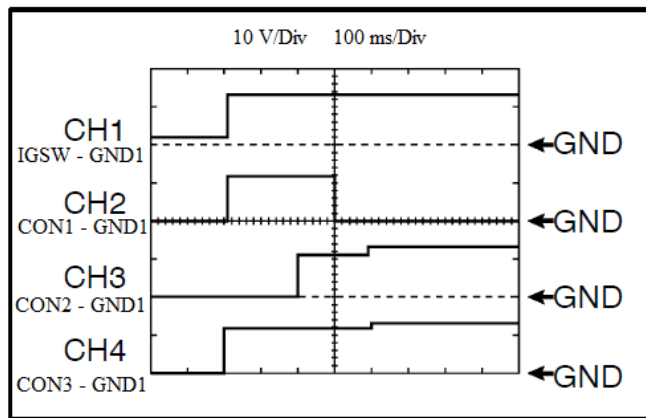 10 V/Div 100 ms/Div
CH1
IGSW - GND1
GND
CH2
CON1 - GND1
GND
CH3
CON2 - GND1
GND
CH4
CON3 - GND1
GND